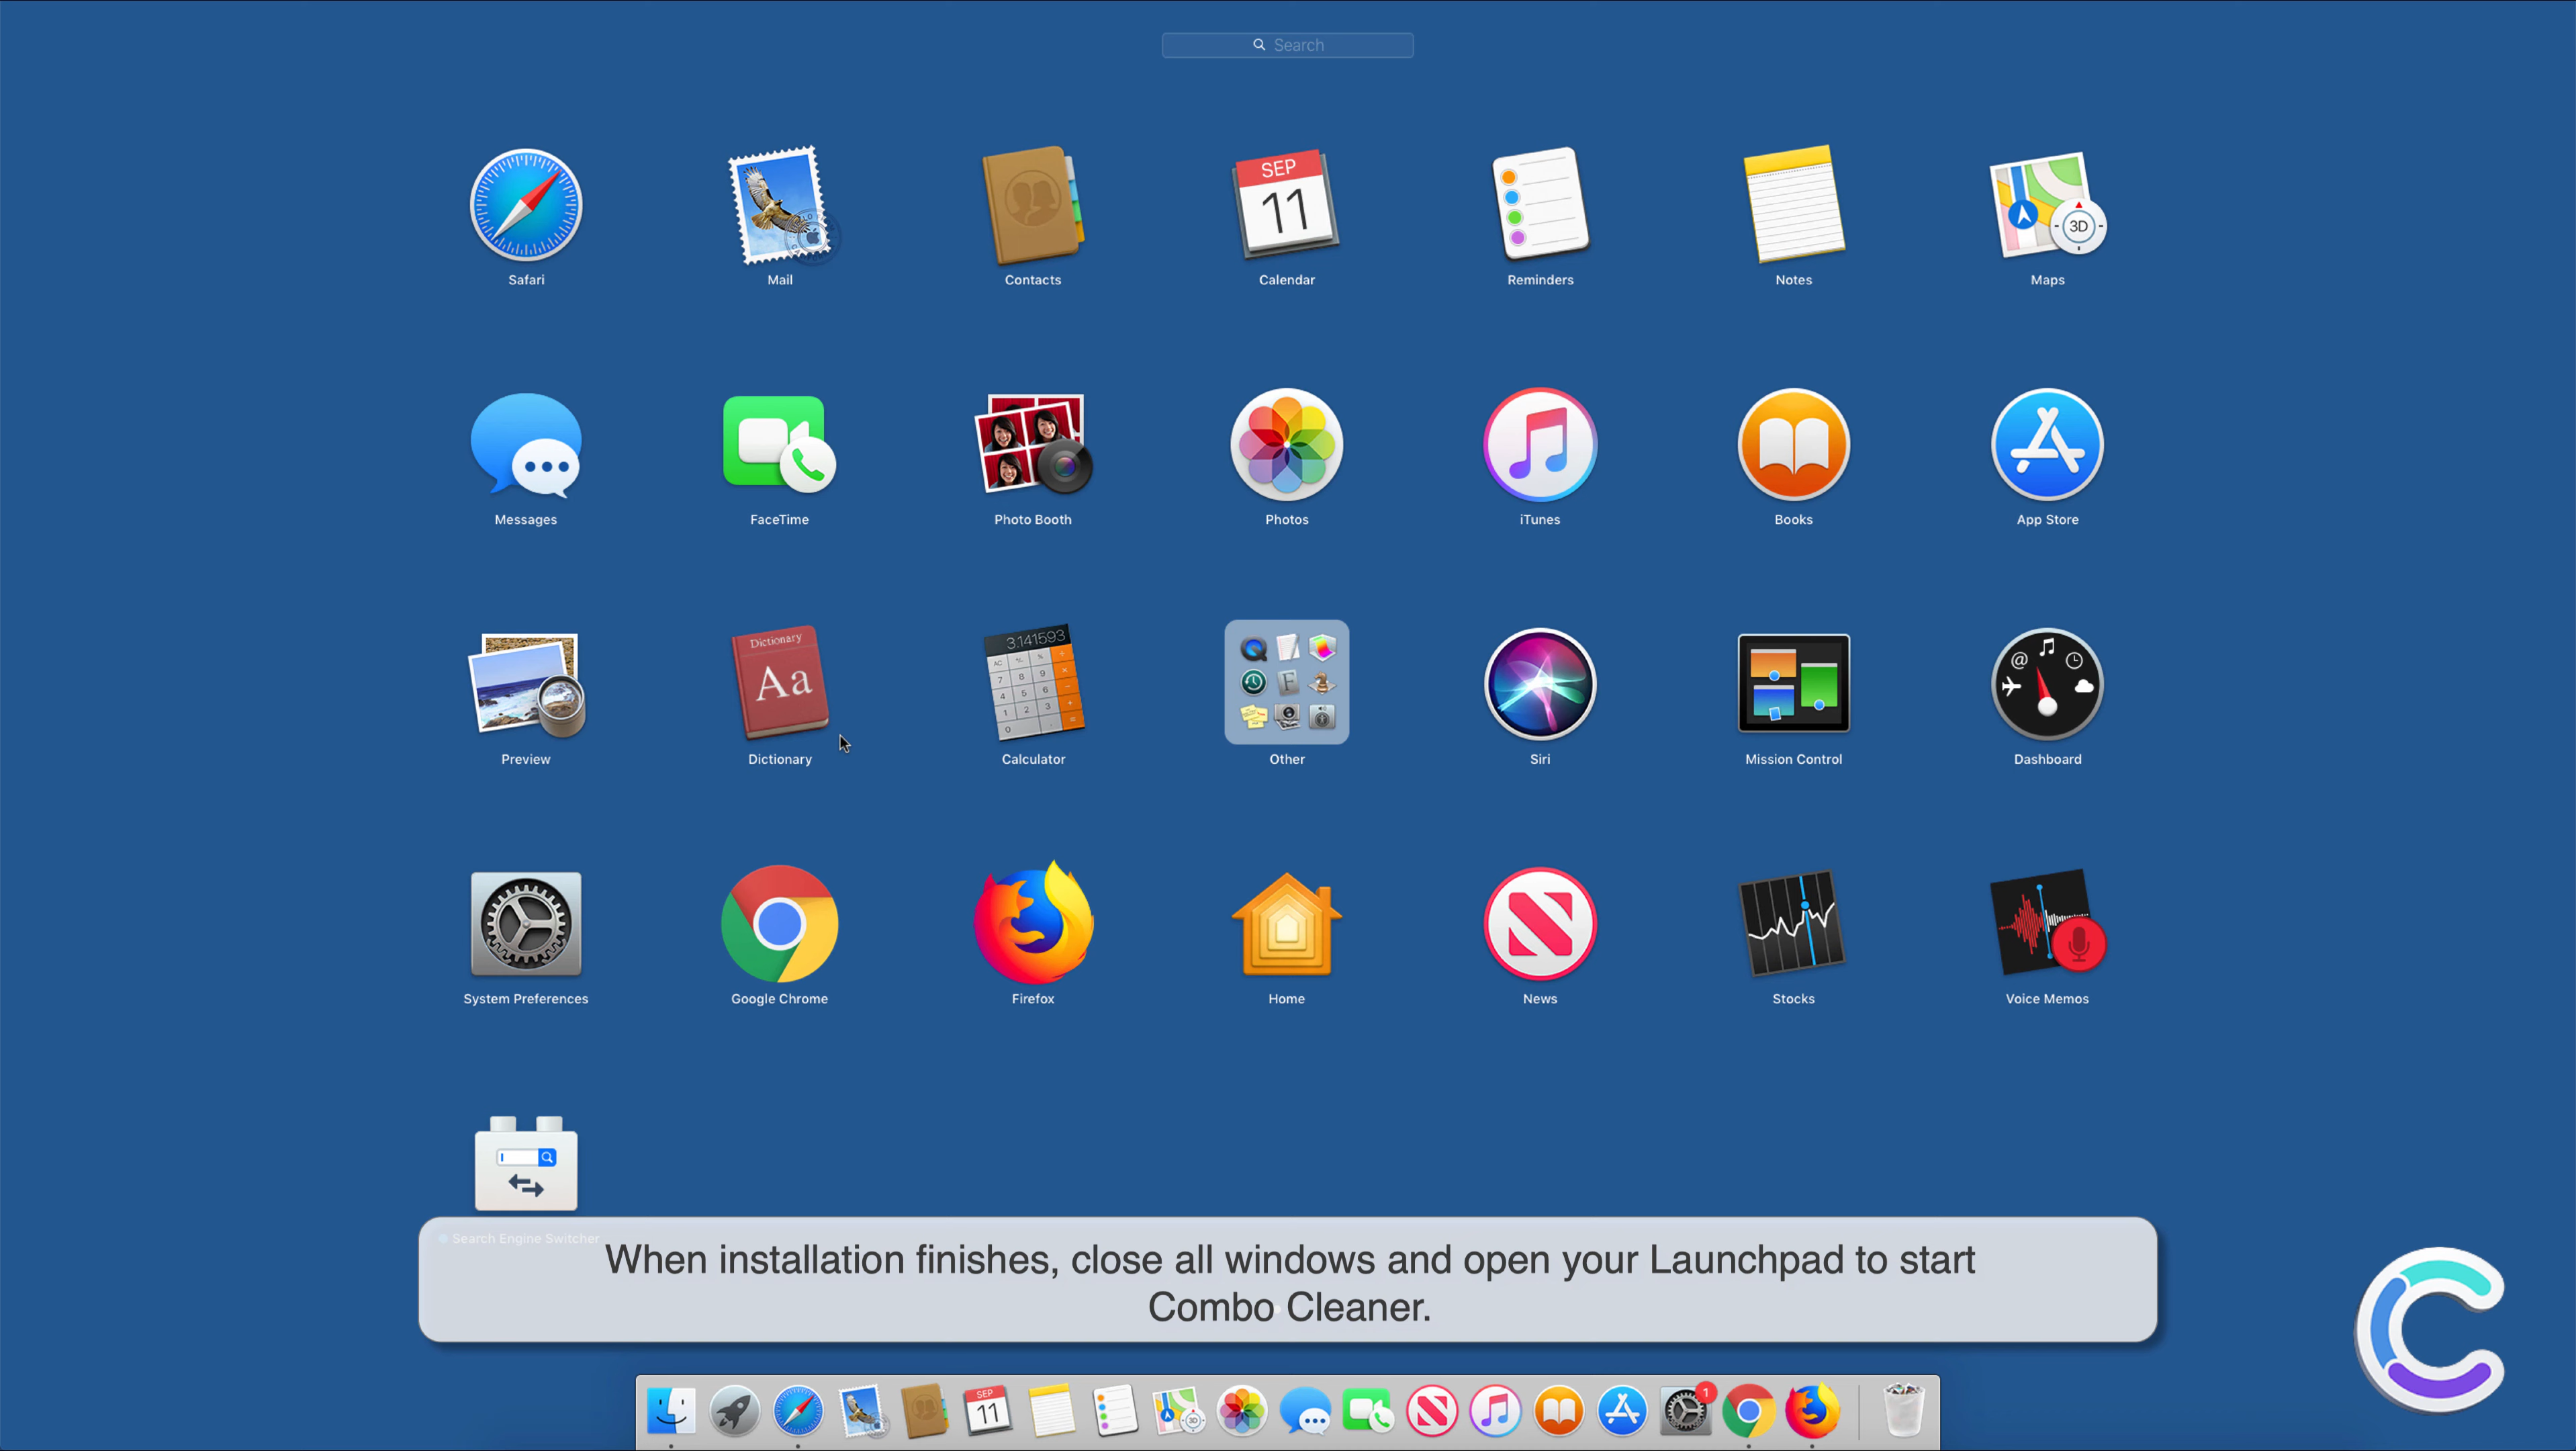 Search
SEP
11
3D
Safari
Mail
Contacts
Calendar
Reminders
Notes
Maps
Messages
FaceTime
Photo Booth
Photos
iTunes
Books
App Store
Dictionary
Aa
3.141593
Preview
Dictionary
Calculator
Other
Siri
Mission Control
Dashboard
System Preferences
Google Chrome
Firefox
Home
News
Stocks
Voice Memos
Search Engine Switcher
When installation finishes, close all windows and open your Launchpad to start
Combo Cleaner.
SEP
11
3D
1